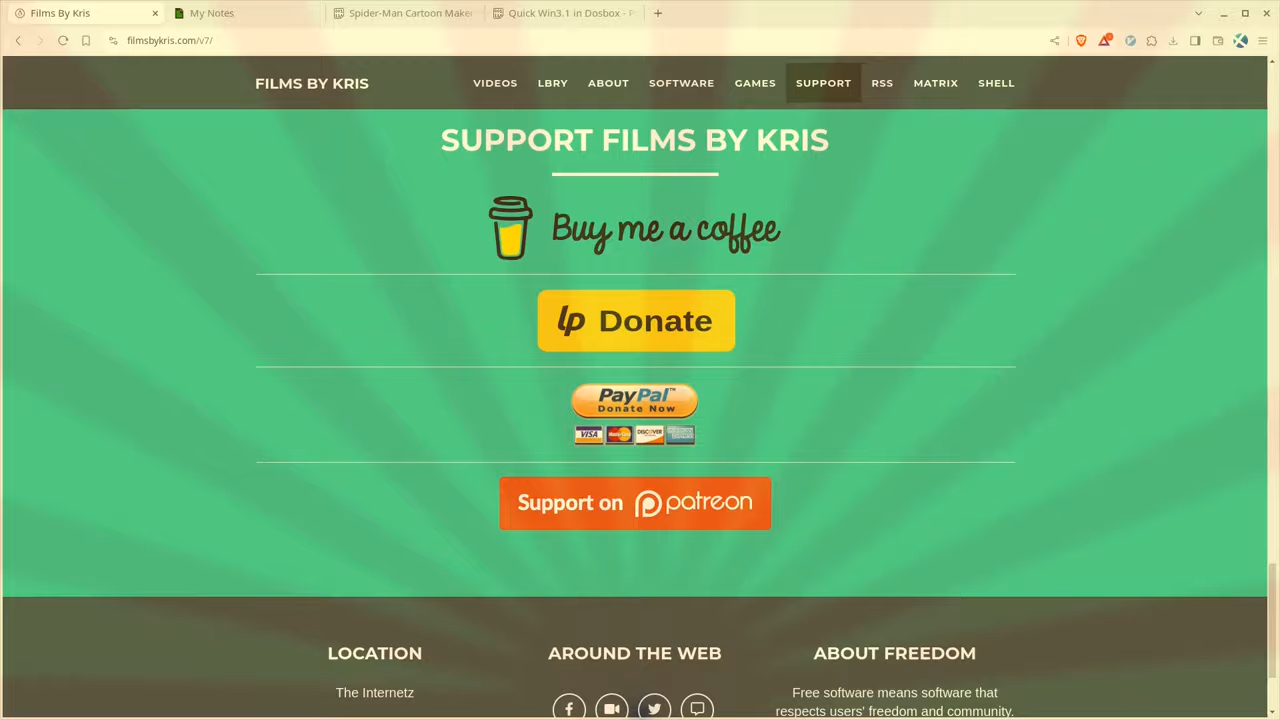 Films By Kris
My Notes
Spider-Man Cartoon Maker
Quick Win3.1 in Dosbox - P
filmsbykris.com/v7/
FILMS BY KRIS
VIDEOS
LBRY
ABOUT
SOFTWARE
GAMES
SUPPORT
RSS
MATRIX
SHELL
SUPPORT FILMS BY KRIS
Buy me a coffee
lp Donate
PayPal™
Donate Now
VISA MasterCard DISCOVER
Support on patreon
LOCATION
The Internetz
AROUND THE WEB
ABOUT FREEDOM
Free software means software that
respects users' freedom and community.